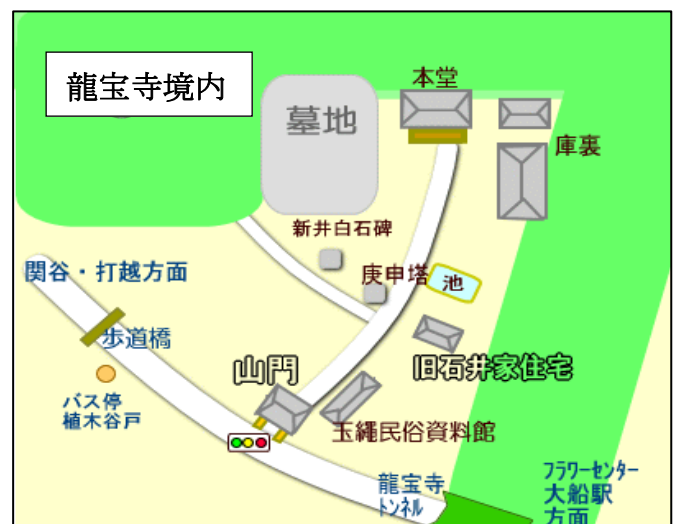 龍宝寺境内
本堂
墓地
庫裏
新井白石碑
関谷・打越方面
庚申塔
池
歩道橋
山門
旧石井家住宅
バス停
植木谷戸
玉縄民俗資料館
龍宝寺
トンネル
フラワーセンター
大船駅
方面